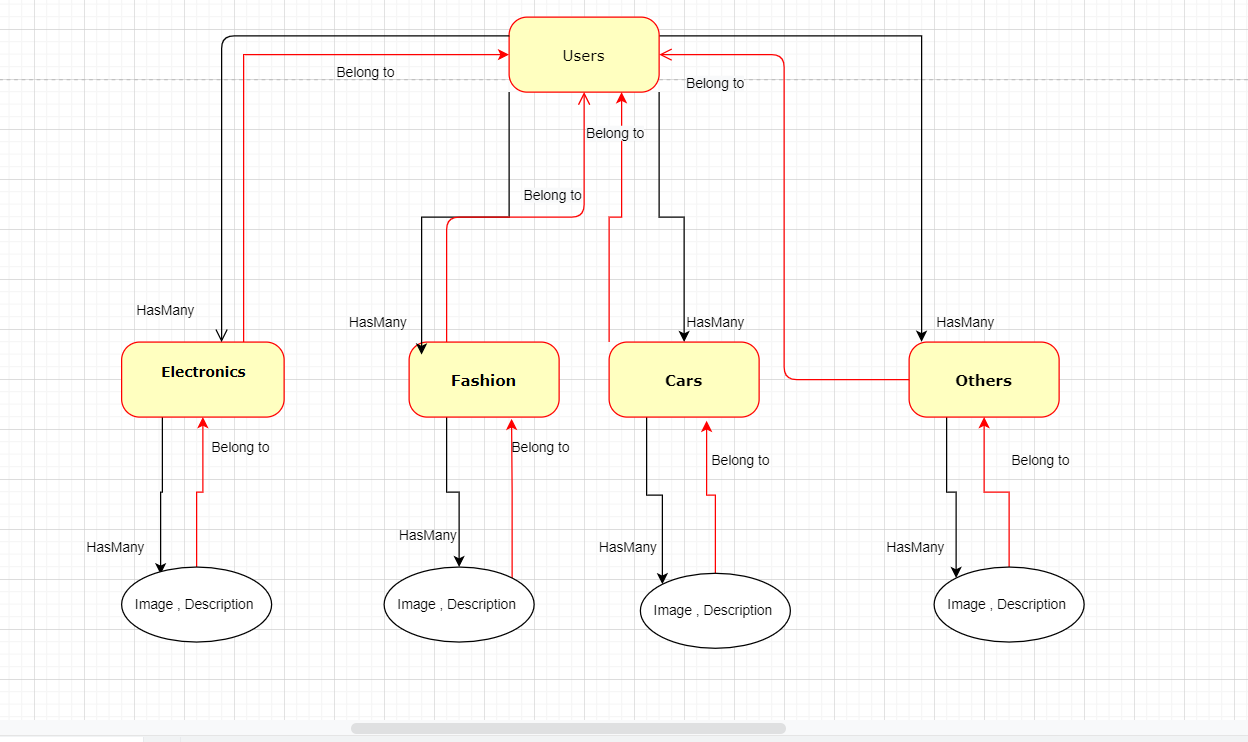 Users
Belong to
Belong to
Belong to
Belong to
HasMany
HasMany
HasMany
HasMany
Electronics
Fashion
Cars
Others
Belong to
Belong to
Belong to
Belong to
HasMany
HasMany
HasMany
HasMany
Image , Description
Image , Description
Image , Description
Image , Description